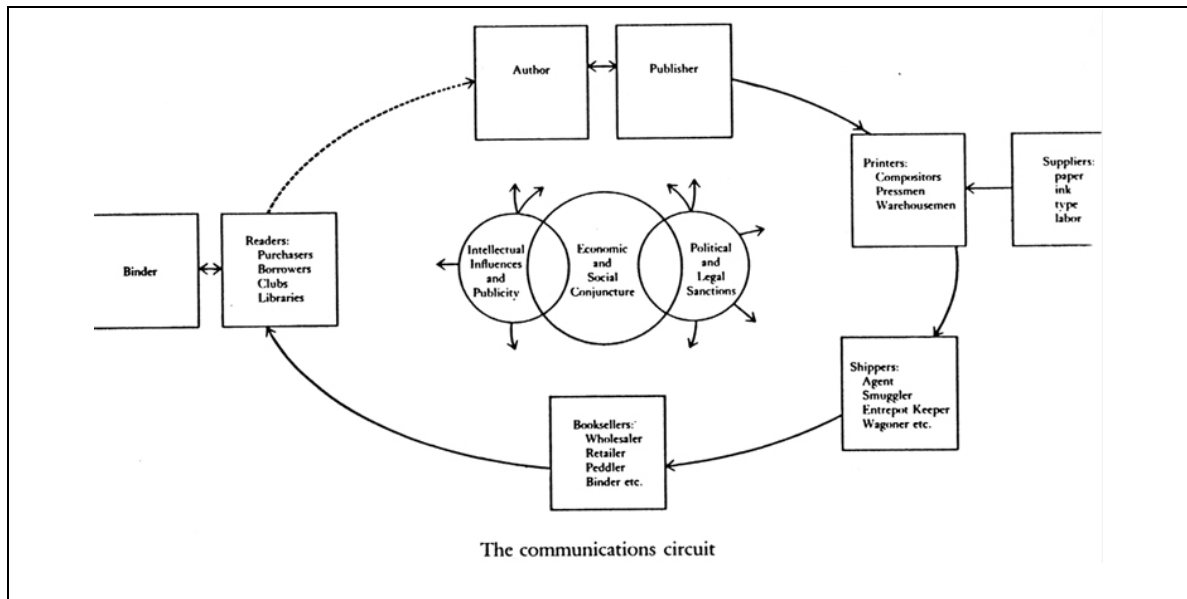 Author
Publisher
Printers:
Compositors
Pressmen
Warehousemen
Suppliers:
paper
ink
type
labor
Shippers:
Agent
Smuggler
Entrepot Keeper
Wagoner etc.
Booksellers:
Wholesaler
Retailer
Peddler
Binder etc.
Readers:
Purchasers
Borrowers
Clubs
Libraries
Binder
Intellectual
Influences
and
Publicity
Economic
and
Social
Conjuncture
Political
and
Legal
Sanctions
The communications circuit